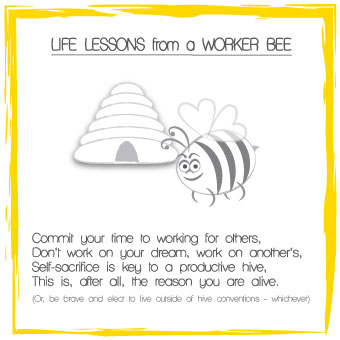 LIFE LESSONS from a WORKER BEE
Commit your time to working for others,
Don't work on your dream, work on another's,
Self-sacrifice is key to a productive hive,
This is, after all, the reason you are alive.
(Or, be brave and elect to live outside of hive conventions - whichever)